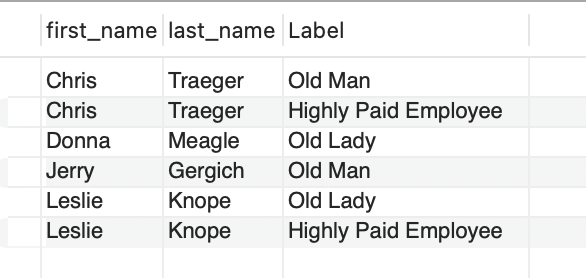 first_name last_name Label
Chris Traeger Old Man
Chris Traeger Highly Paid Employee
Donna Meagle Old Lady
Jerry Gergich Old Man
Leslie Knope Old Lady
Leslie Knope Highly Paid Employee